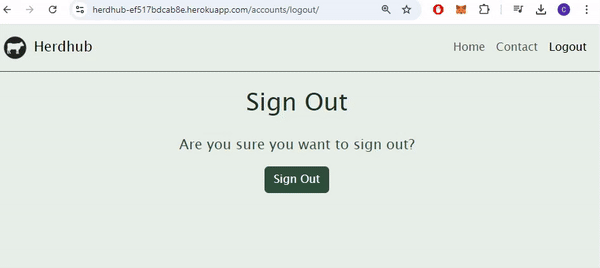 herdhub-ef517bdcab8e.herokuapp.com/accounts/logout/
C
Herdhub
Home Contact Logout
Sign Out
Are you sure you want to sign out?
Sign Out